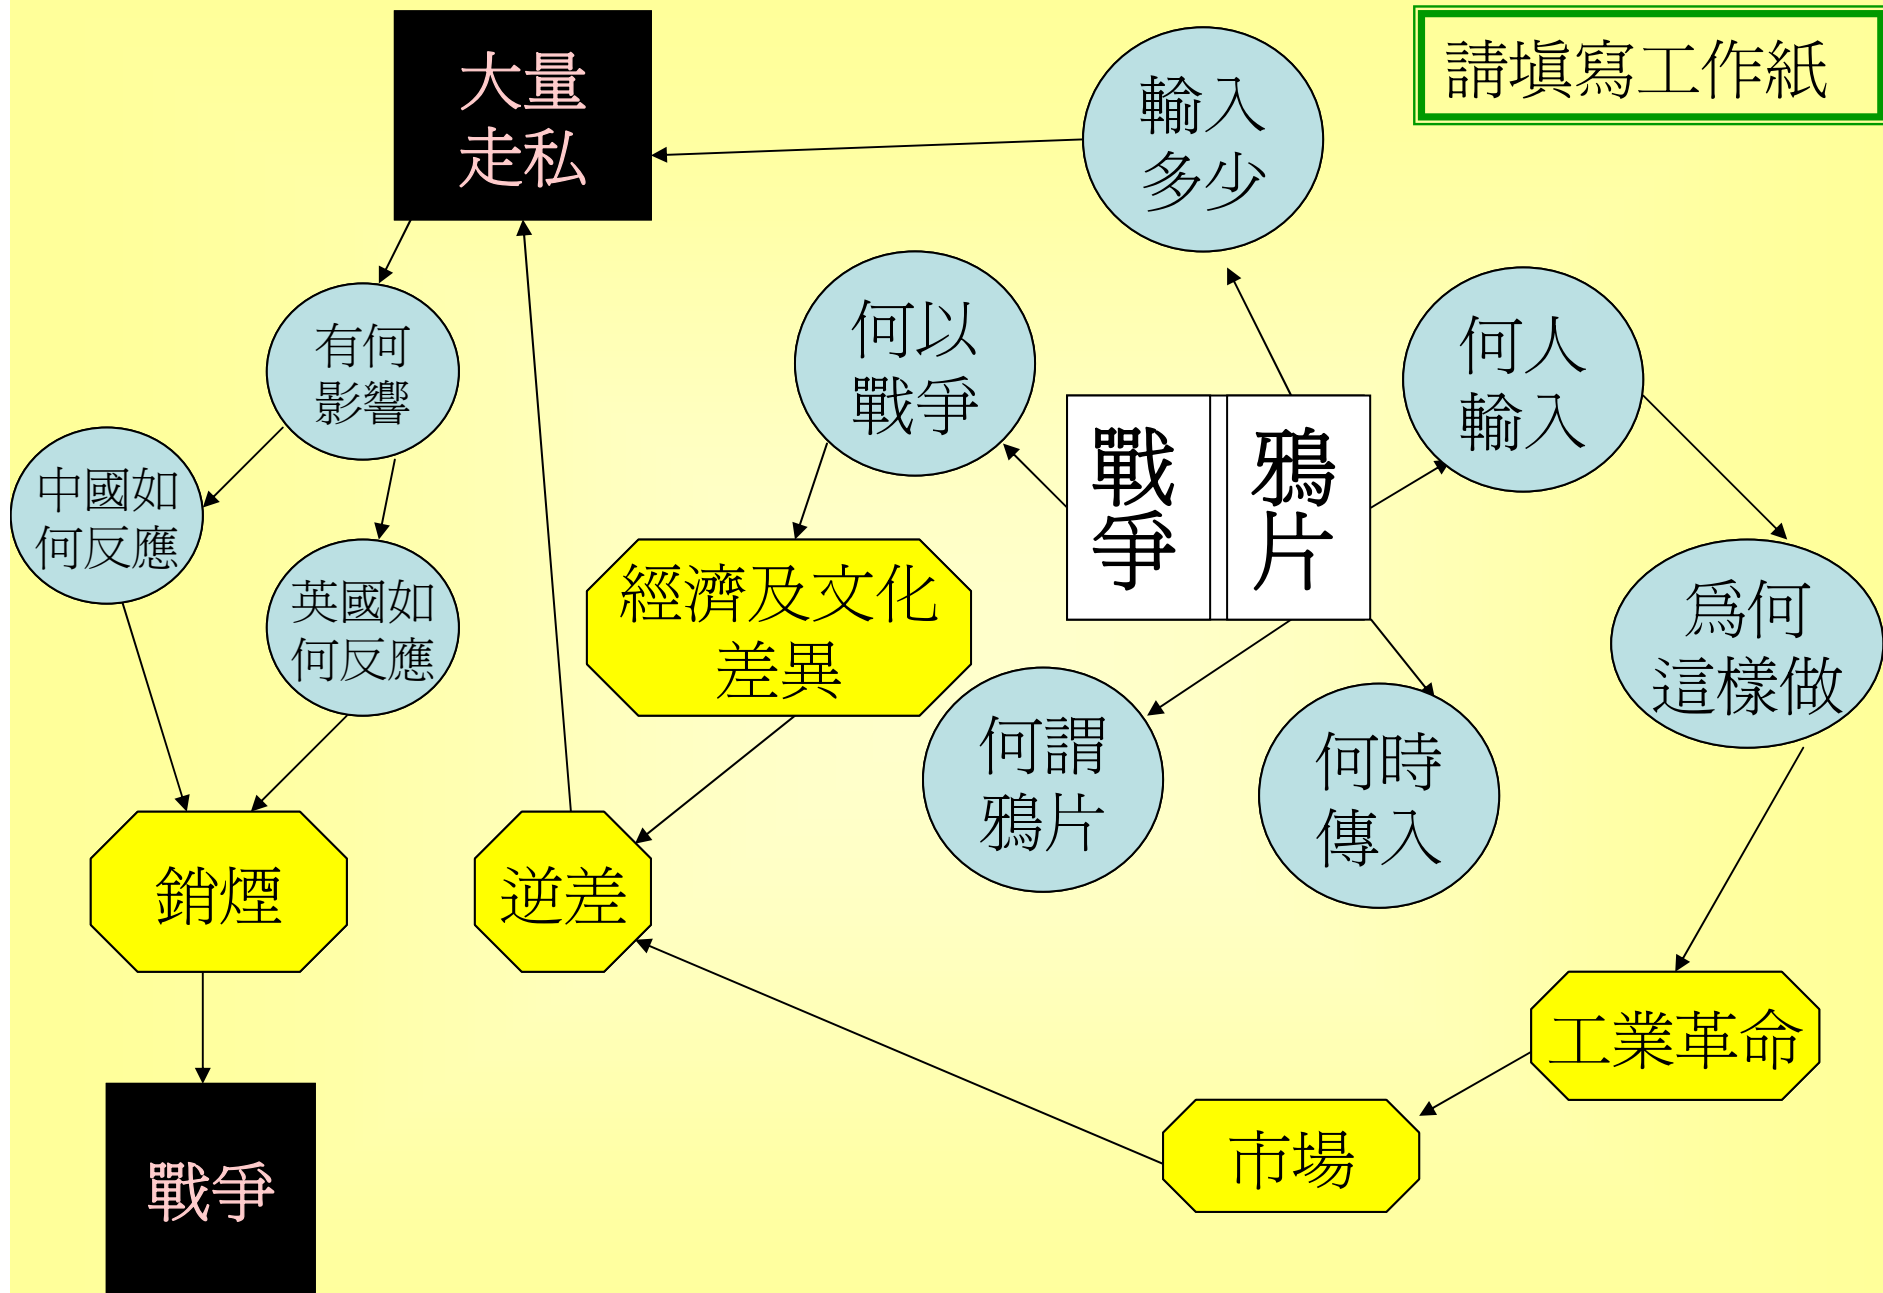 大量
走私
輸入
多少
請填寫工作紙
有何
影響
何以
戰爭
何人
輸入
鴉片
戰爭
中國如
何反應
英國如
何反應
經濟及文化
差異
為何
這樣做
何謂
鴉片
何時
傳入
銷煙
逆差
工業革命
市場
戰爭